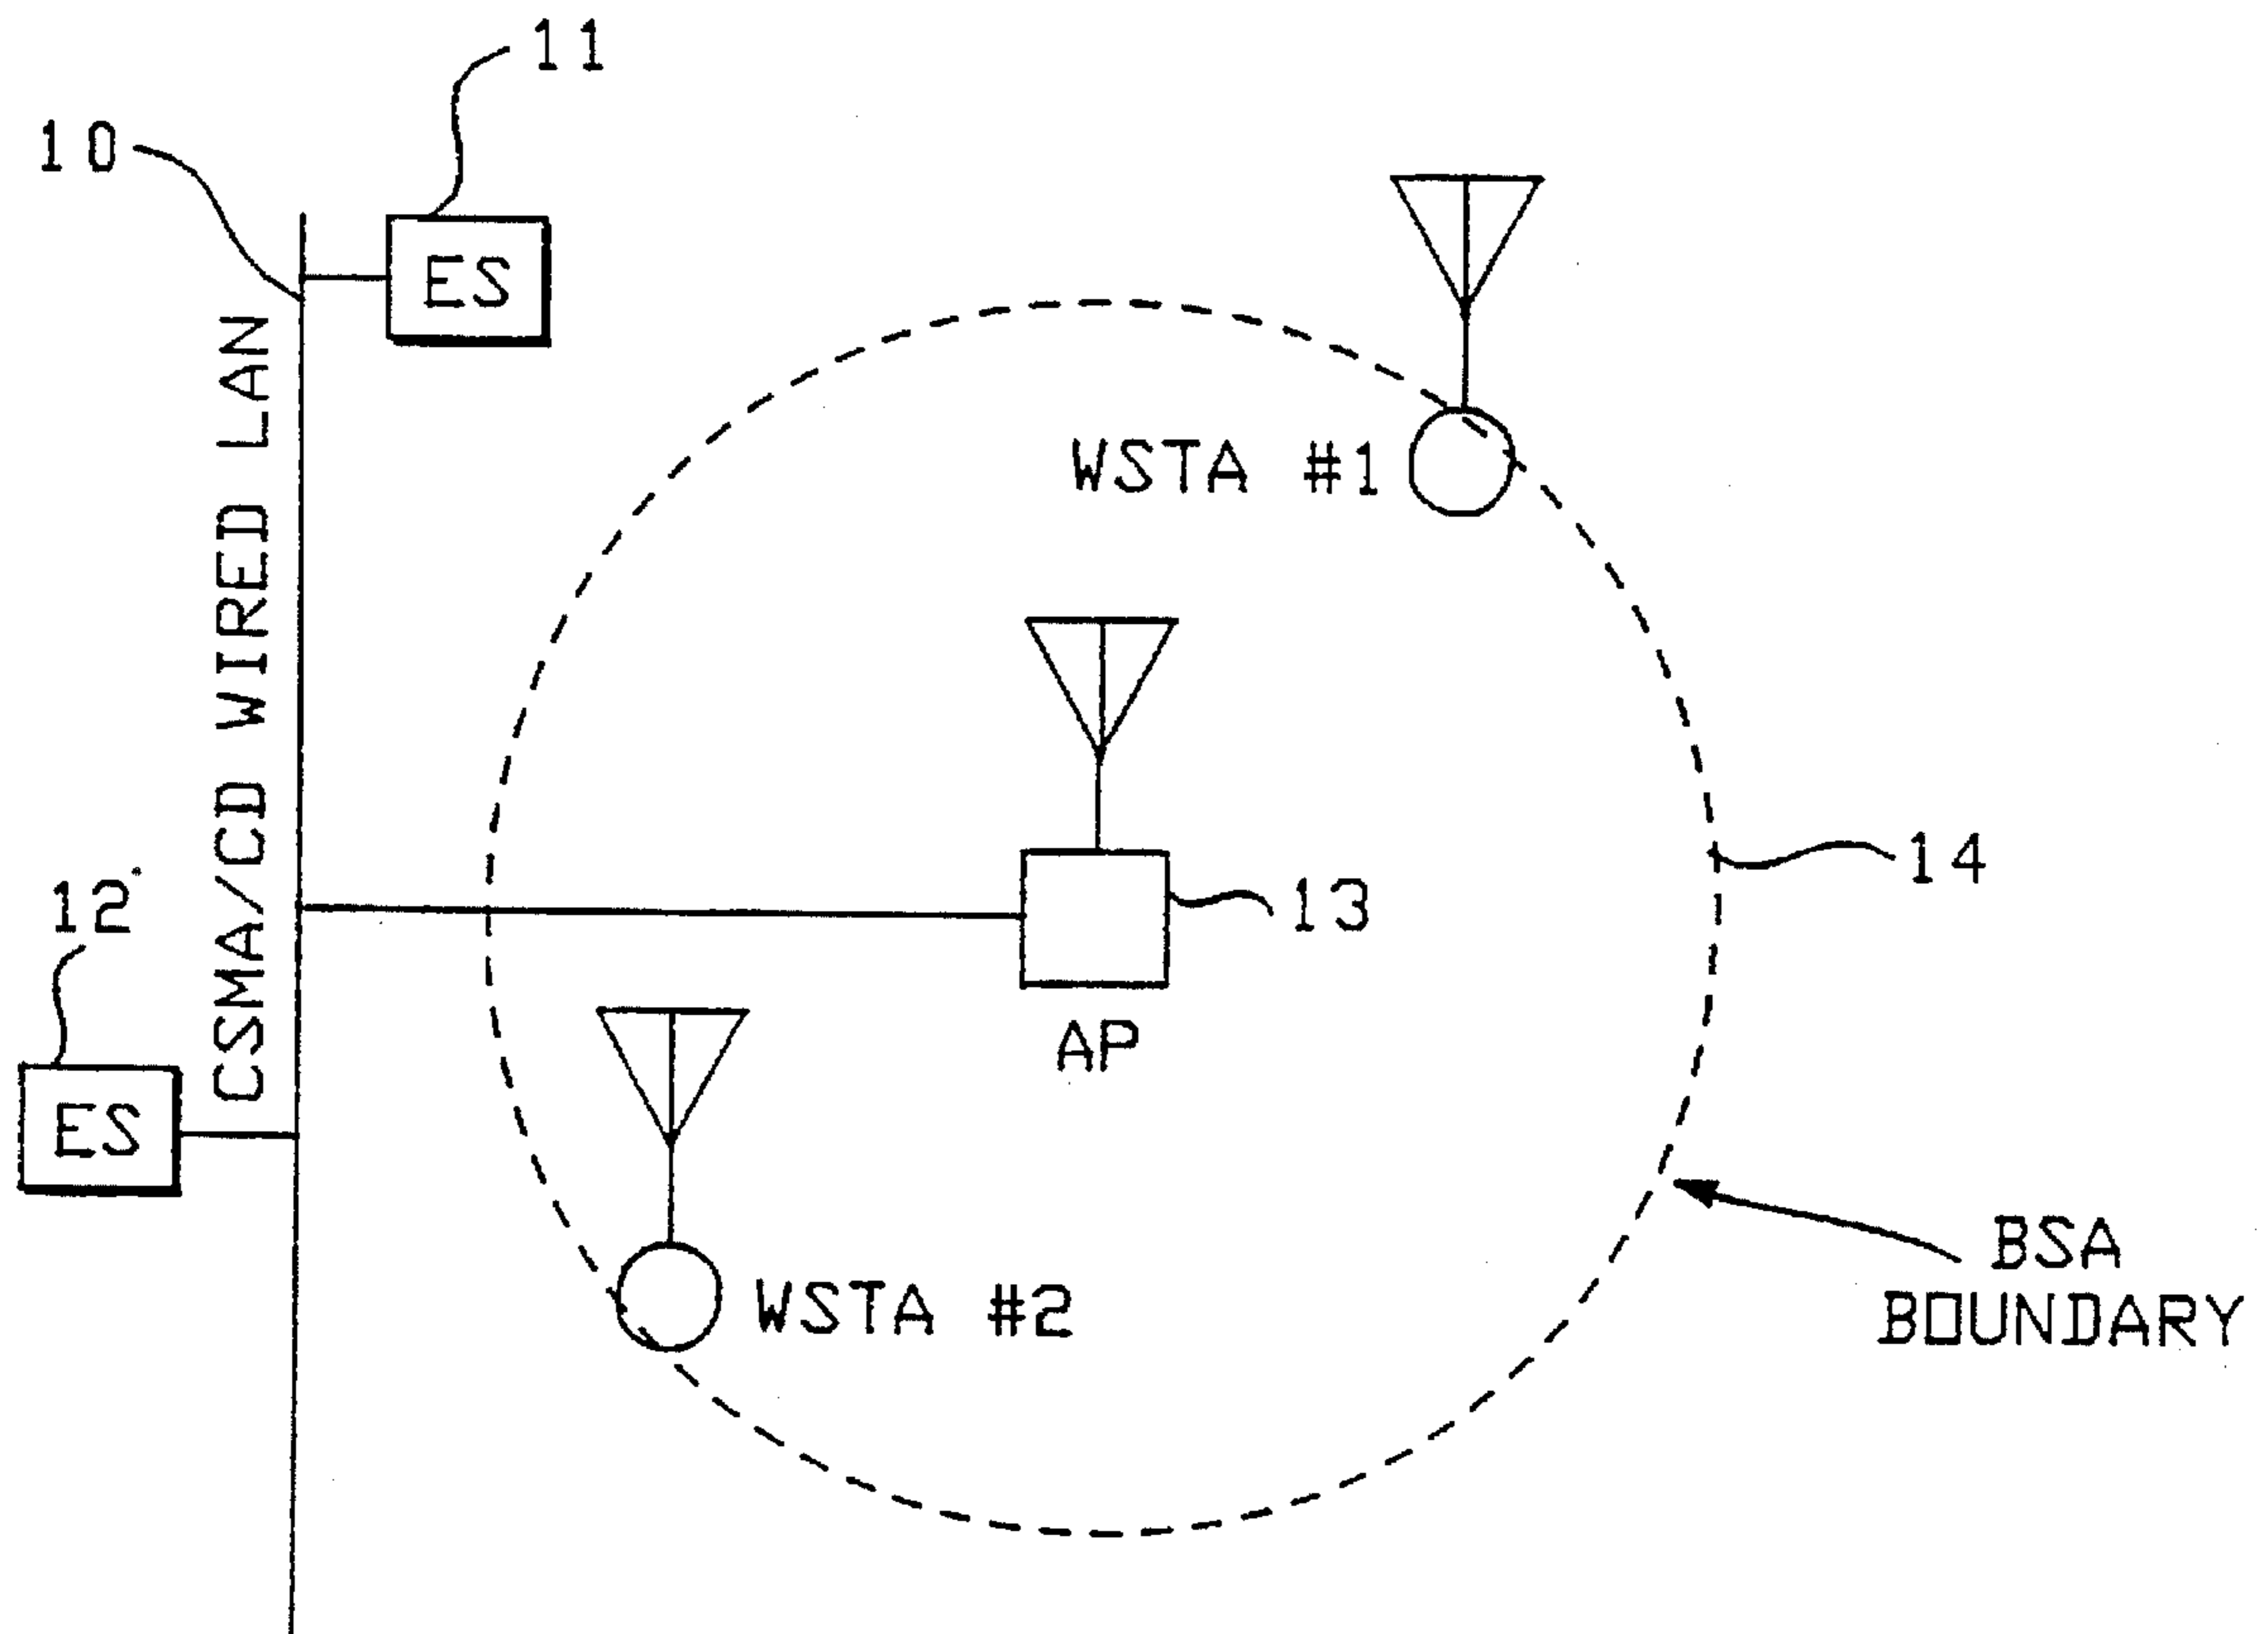 11
10
ES
CSMA/CD WIRED LAN
WSTA #1
14
13
12
AP
ES
BSA
BOUNDARY
WSTA #2